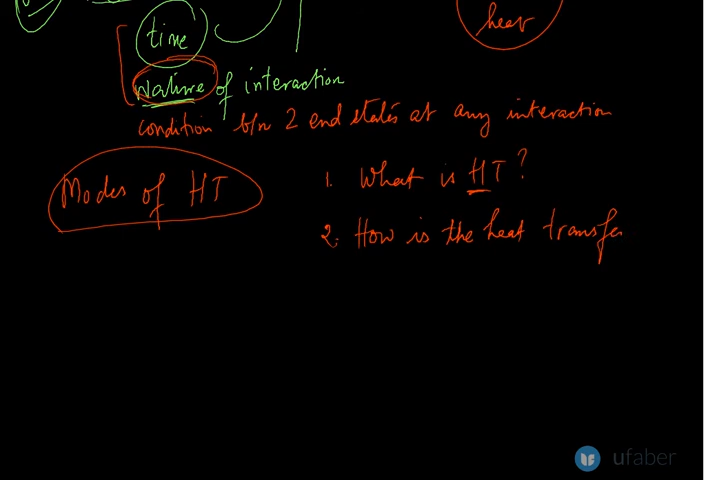 heat
time
Nature of interaction
condition b/n 2 end states at any interaction
Modes of HT
1. What is HT?
2. How is the heat transfe
ufaber